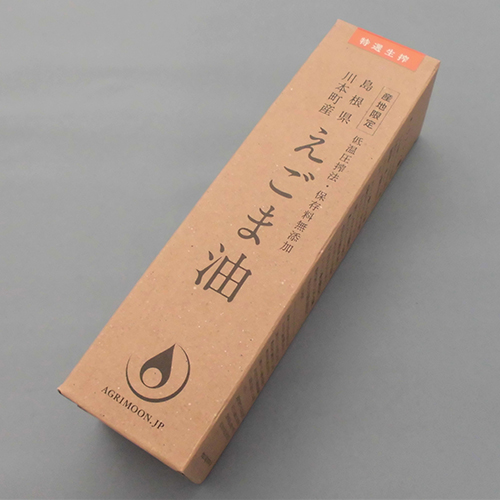 特選生搾
産地限定
島根県
川本町産
低温圧搾法・保存料無添加
えごま油
AGRIMOON.JP